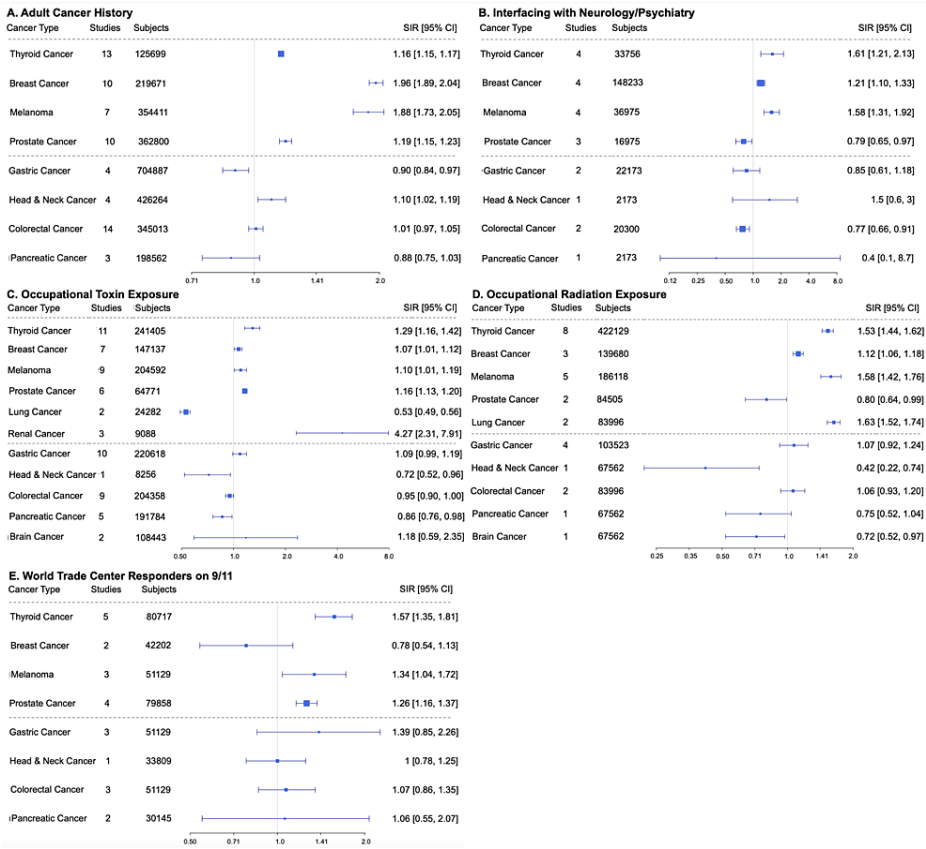 A. Adult Cancer History
Cancer Type Studies Subjects SIR [95% CI]
Thyroid Cancer 13 125699 1.16 [1.15, 1.17]
Breast Cancer 10 219671 1.96 [1.89, 2.04]
Melanoma 7 354411 1.88 [1.73, 2.05]
Prostate Cancer 10 362800 1.19 [1.15, 1.23]
Gastric Cancer 4 704887 0.90 [0.84, 0.97]
Head & Neck Cancer 4 426264 1.10 [1.02, 1.19]
Colorectal Cancer 14 345013 1.01 [0.97, 1.05]
Pancreatic Cancer 3 198562 0.88 [0.75, 1.03]
0.71 1.0 1.41 2.0
B. Interfacing with Neurology/Psychiatry
Cancer Type Studies Subjects SIR [95% CI]
Thyroid Cancer 4 33756 1.61 [1.21, 2.13]
Breast Cancer 4 148233 1.21 [1.10, 1.33]
Melanoma 4 36975 1.58 [1.31, 1.92]
Prostate Cancer 3 16975 0.79 [0.65, 0.97]
Gastric Cancer 2 22173 0.85 [0.61, 1.18]
Head & Neck Cancer 1 2173 1.5 [0.6, 3]
Colorectal Cancer 2 20300 0.77 [0.66, 0.91]
Pancreatic Cancer 1 2173 0.4 [0.1, 8.7]
0.12 0.25 0.50 1.0 2.0 4.0 8.0
C. Occupational Toxin Exposure
Cancer Type Studies Subjects SIR [95% CI]
Thyroid Cancer 11 241405 1.29 [1.16, 1.42]
Breast Cancer 7 147137 1.07 [1.01, 1.12]
Melanoma 9 204592 1.10 [1.01, 1.19]
Prostate Cancer 6 64771 1.16 [1.13, 1.20]
Lung Cancer 2 24282 0.53 [0.49, 0.56]
Renal Cancer 3 9088 4.27 [2.31, 7.91]
Gastric Cancer 10 220618 1.09 [0.99, 1.19]
Head & Neck Cancer 1 8256 0.72 [0.52, 0.96]
Colorectal Cancer 9 204358 0.95 [0.90, 1.00]
Pancreatic Cancer 5 191784 0.86 [0.76, 0.98]
Brain Cancer 2 108443 1.18 [0.59, 2.35]
0.50 1.0 2.0 4.0 8.0
D. Occupational Radiation Exposure
Cancer Type Studies Subjects SIR [95% CI]
Thyroid Cancer 8 422129 1.53 [1.44, 1.62]
Breast Cancer 3 139680 1.12 [1.06, 1.18]
Melanoma 5 186118 1.58 [1.42, 1.76]
Prostate Cancer 2 84505 0.80 [0.64, 0.99]
Lung Cancer 2 83996 1.63 [1.52, 1.74]
Gastric Cancer 4 103523 1.07 [0.92, 1.24]
Head & Neck Cancer 1 67562 0.42 [0.22, 0.74]
Colorectal Cancer 2 83996 1.06 [0.93, 1.20]
Pancreatic Cancer 1 67562 0.75 [0.52, 1.04]
Brain Cancer 1 67562 0.72 [0.52, 0.97]
0.25 0.35 0.50 0.71 1.0 1.41 2.0
E. World Trade Center Responders on 9/11
Cancer Type Studies Subjects SIR [95% CI]
Thyroid Cancer 5 80717 1.57 [1.35, 1.81]
Breast Cancer 2 42202 0.78 [0.54, 1.13]
Melanoma 3 51129 1.34 [1.04, 1.72]
Prostate Cancer 4 79858 1.26 [1.16, 1.37]
Gastric Cancer 3 51129 1.39 [0.85, 2.26]
Head & Neck Cancer 1 33809 1 [0.78, 1.25]
Colorectal Cancer 3 51129 1.07 [0.86, 1.35]
Pancreatic Cancer 2 30145 1.06 [0.55, 2.07]
0.50 0.71 1.0 1.41 2.0